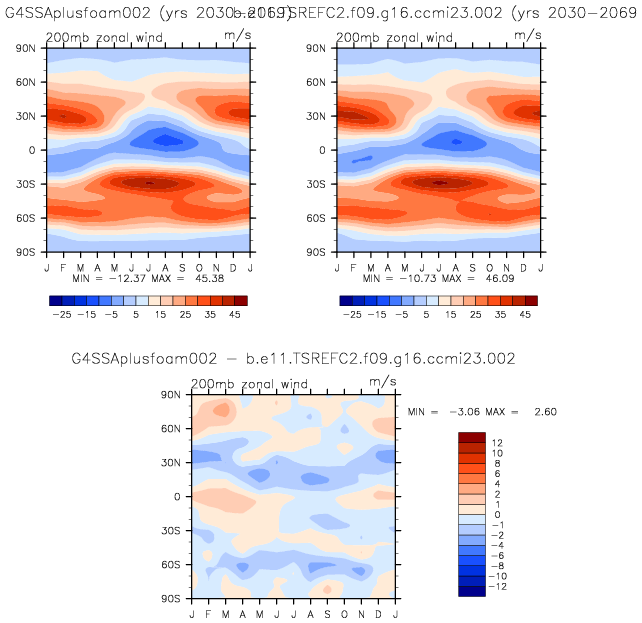 G4SSAplusfoam002 (yrs 2030-2069)
b.e11.TSREFC2.f09.g16.ccmi23.002 (yrs 2030-2069
200mb zonal wind m/s
200mb zonal wind m/s
90N
60N
30N
0
30S
60S
90S
J F M A M J J A S O N D J
MIN = -12.37 MAX = 45.38
-25 -15 -5 5 15 25 35 45
90N
60N
30N
0
30S
60S
90S
J F M A M J J A S O N D J
MIN = -10.73 MAX = 46.09
-25 -15 -5 5 15 25 35 45
G4SSAplusfoam002 - b.e11.TSREFC2.f09.g16.ccmi23.002
200mb zonal wind m/s
90N
60N
30N
0
30S
60S
90S
J F M A M J J A S O N D J
MIN = -3.06 MAX = 2.60
12
10
8
6
4
2
1
0
-1
-2
-4
-6
-8
-10
-12